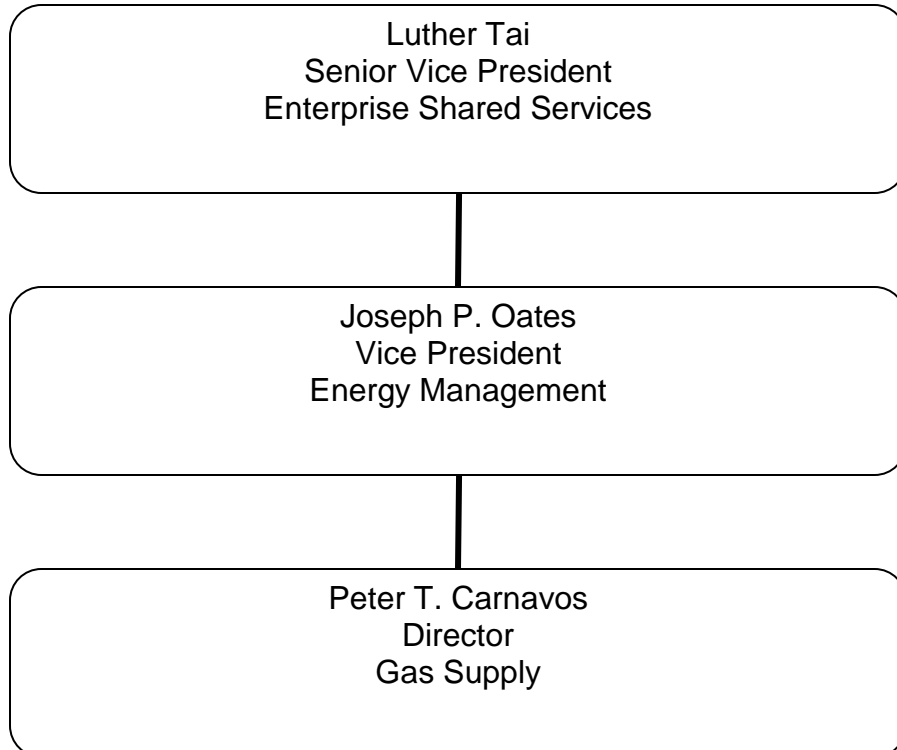 Luther Tai
Senior Vice President
Enterprise Shared Services
Joseph P. Oates
Vice President
Energy Management
Peter T. Carnavos
Director
Gas Supply